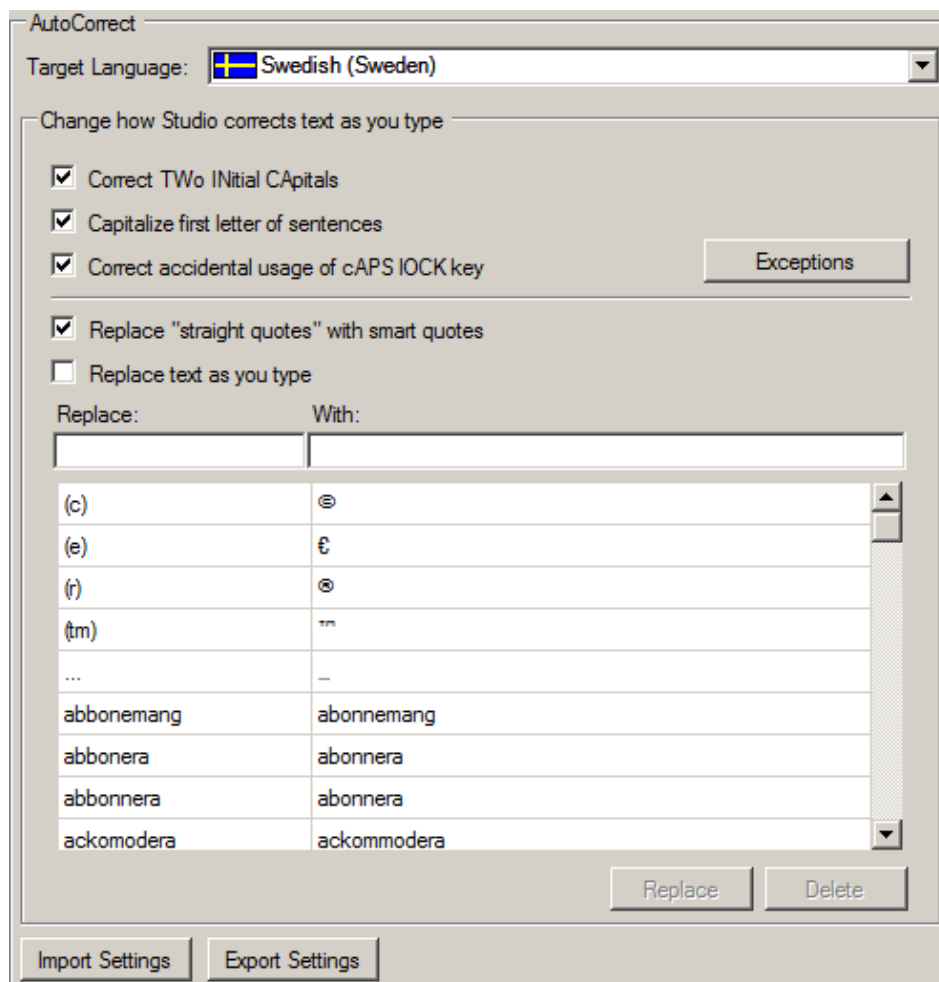 AutoCorrect
Target Language: Swedish (Sweden)
Change how Studio corrects text as you type
Correct TWo INitial CApitals
Capitalize first letter of sentences
Correct accidental usage of cAPS lOCK key
Exceptions
Replace "straight quotes" with smart quotes
Replace text as you type
Replace: With:
(c) ©
(e) €
(r) ®
(tm) ™
... …
abbonemang abonnemang
abbonera abonnera
abbonnera abonnera
ackomodera ackommodera
Replace Delete
Import Settings Export Settings